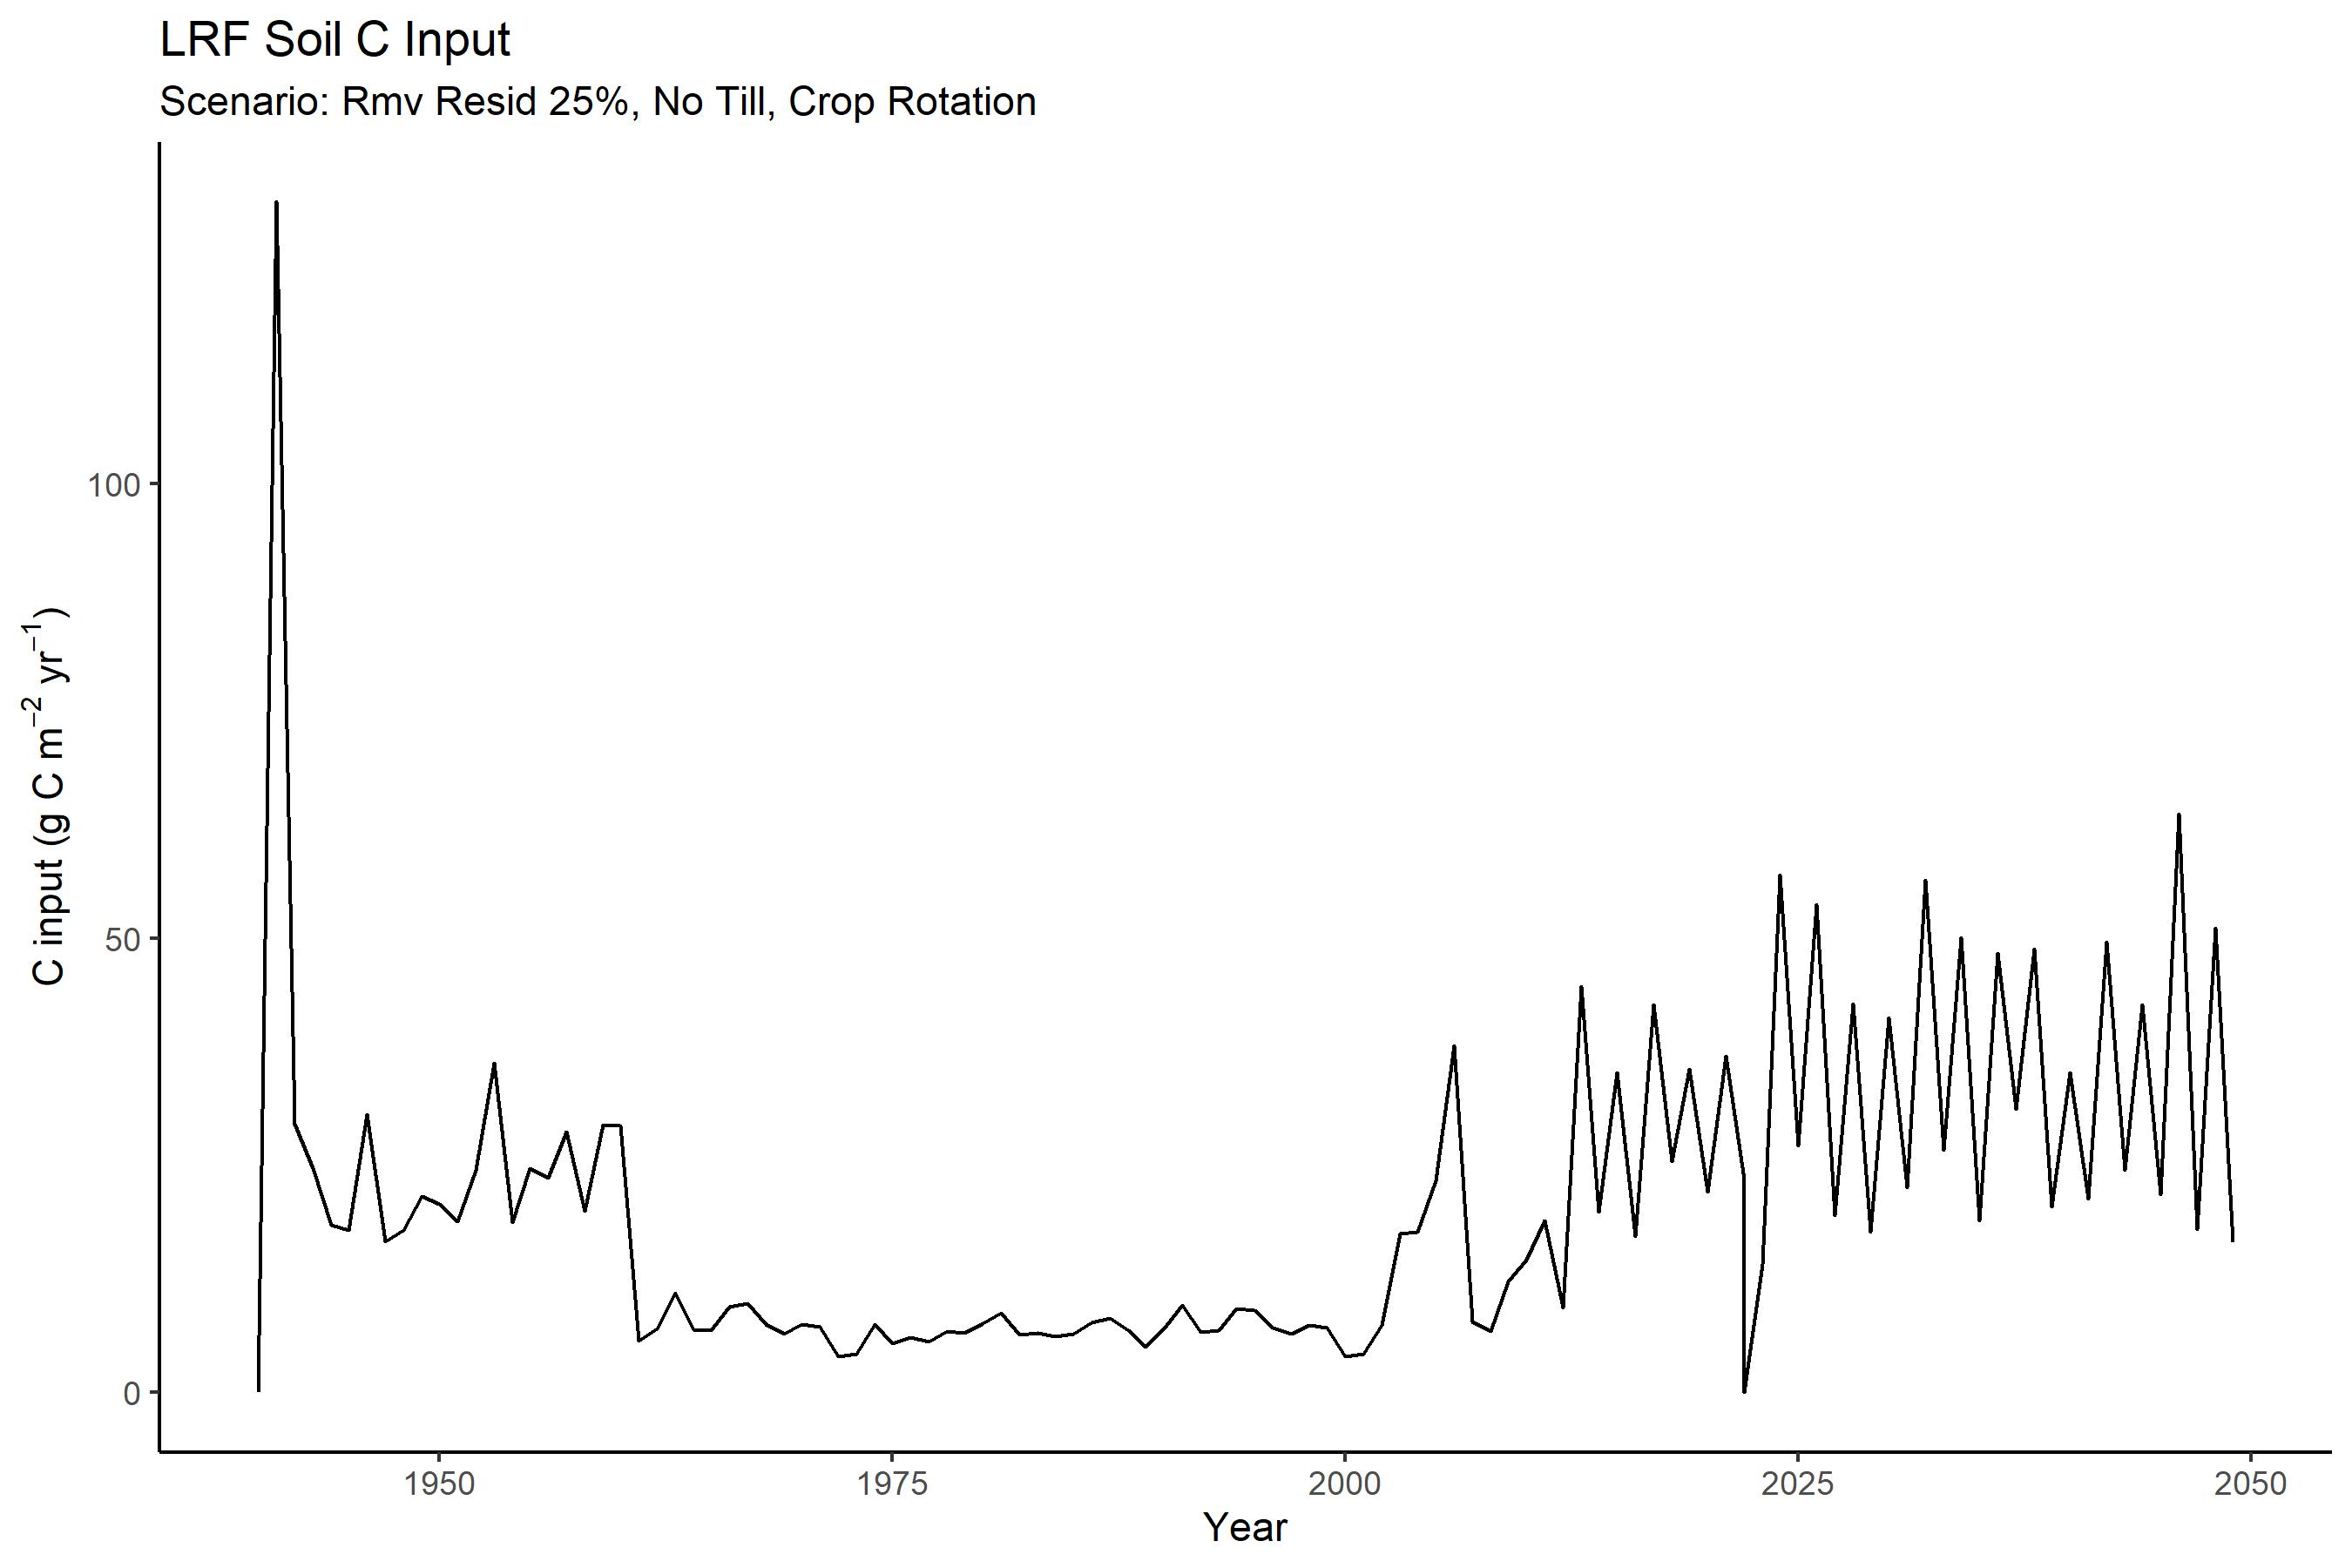 LRF Soil C Input
Scenario: Rmv Resid 25%, No Till, Crop Rotation
C input (g C m⁻² yr⁻¹)
100
50
0
1950 1975 2000 2025 2050
Year